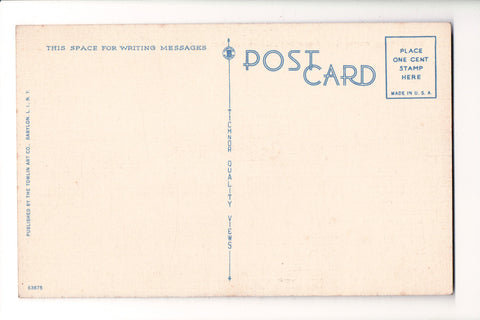 THIS SPACE FOR WRITING MESSAGES
POST CARD
PLACE
ONE CENT
STAMP
HERE
MADE IN U.S.A.
PUBLISHED BY THE TOMLIN ART CO., BABYLON, L. I., N. Y.
TICHNOR QUALITY VIEWS
63876